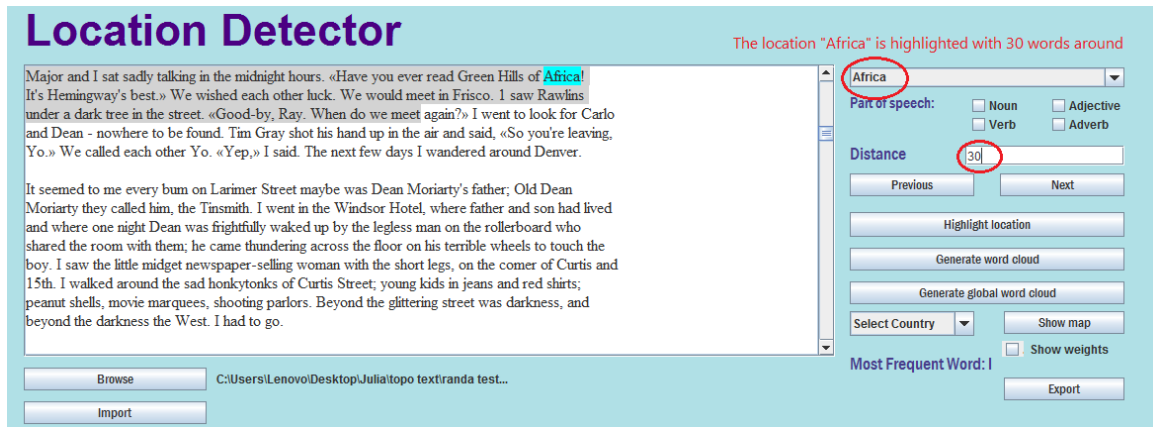 Location Detector
The location "Africa" is highlighted with 30 words around
Major and I sat sadly talking in the midnight hours. «Have you ever read Green Hills of Africa!
It's Hemingway's best.» We wished each other luck. We would meet in Frisco. 1 saw Rawlins
under a dark tree in the street. «Good-by, Ray. When do we meet again?» I went to look for Carlo
and Dean - nowhere to be found. Tim Gray shot his hand up in the air and said, «So you're leaving,
Yo.» We called each other Yo. «Yep,» I said. The next few days I wandered around Denver.
It seemed to me every bum on Larimer Street maybe was Dean Moriarty's father; Old Dean
Moriarty they called him, the Tinsmith. I went in the Windsor Hotel, where father and son had lived
and where one night Dean was frightfully waked up by the legless man on the rollerboard who
shared the room with them; he came thundering across the floor on his terrible wheels to touch the
boy. I saw the little midget newspaper-selling woman with the short legs, on the comer of Curtis and
15th. I walked around the sad honkytonks of Curtis Street; young kids in jeans and red shirts;
peanut shells, movie marquees, shooting parlors. Beyond the glittering street was darkness, and
beyond the darkness the West. I had to go.
Browse C:\Users\Lenovo\Desktop\Julia\topo text\randa test...
Import
Africa
Part of speech: Noun Adjective
Verb Adverb
Distance 30
Previous Next
Highlight location
Generate word cloud
Generate global word cloud
Select Country Show map
Show weights
Most Frequent Word: I
Export